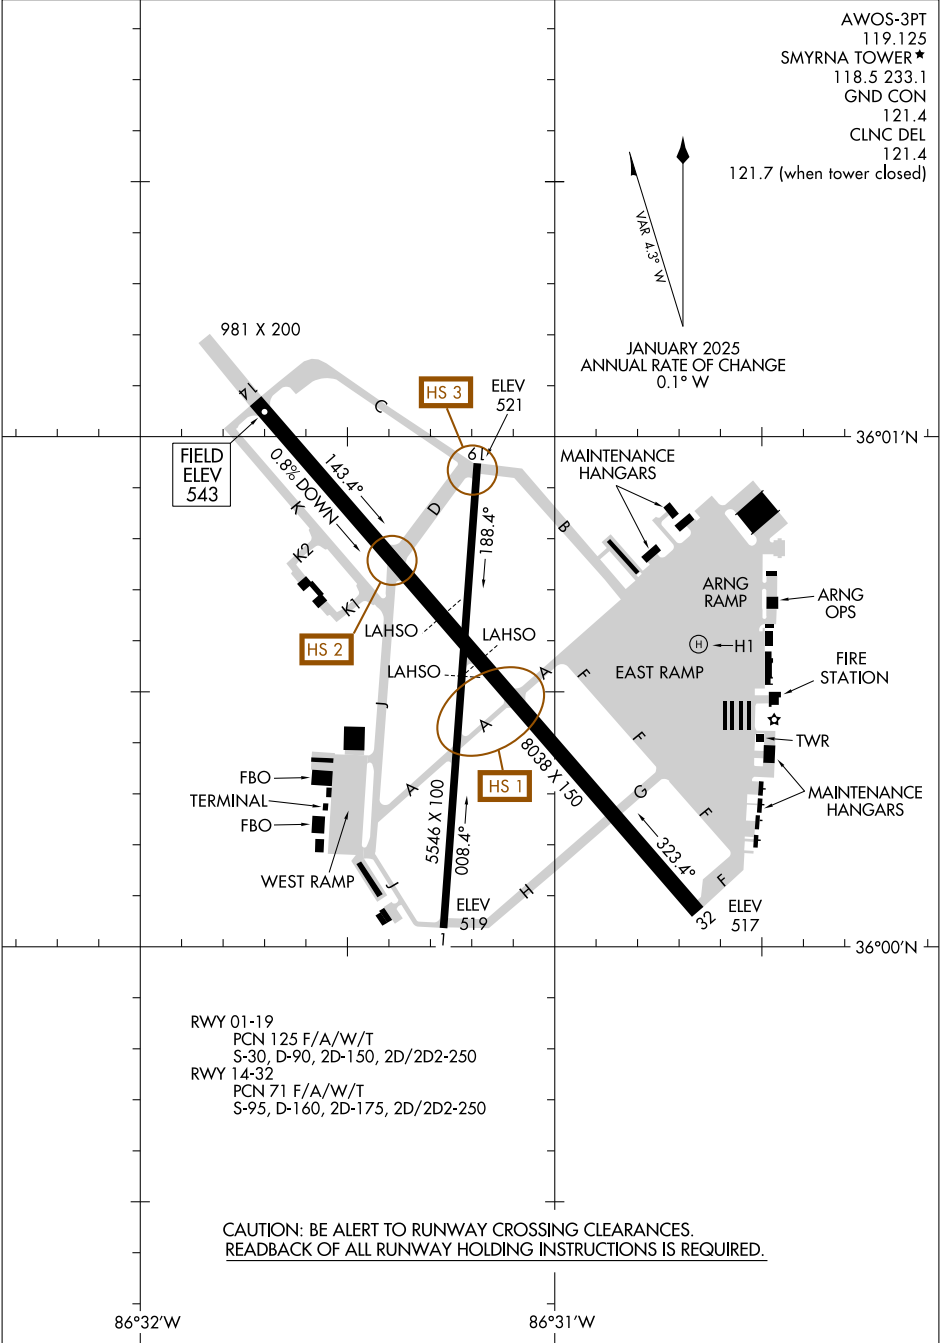 AWOS-3PT
119.125
SMYRNA TOWER★
118.5 233.1
GND CON
121.4
CLNC DEL
121.4
121.7 (when tower closed)
VAR 4.3° W
JANUARY 2025
ANNUAL RATE OF CHANGE
0.1° W
981 X 200
14
C
HS 3
ELEV
521
36°01'N
FIELD
ELEV
543
0.8% DOWN
143.4°
19
MAINTENANCE
HANGARS
K
D
188.4°
B
K2
K1
ARNG
RAMP
ARNG
OPS
LAHSO
LAHSO
HS 2
H
H1
LAHSO
A
F
EAST RAMP
FIRE
STATION
J
A
F
TWR
8038 X 150
FBO
A
HS 1
G
TERMINAL
MAINTENANCE
HANGARS
FBO
F
5546 X 100
008.4°
323.4°
WEST RAMP
J
H
F
ELEV
519
32
ELEV
517
1
36°00'N
RWY 01-19
PCN 125 F/A/W/T
S-30, D-90, 2D-150, 2D/2D2-250
RWY 14-32
PCN 71 F/A/W/T
S-95, D-160, 2D-175, 2D/2D2-250
CAUTION: BE ALERT TO RUNWAY CROSSING CLEARANCES.
READBACK OF ALL RUNWAY HOLDING INSTRUCTIONS IS REQUIRED.
86°32'W
86°31'W